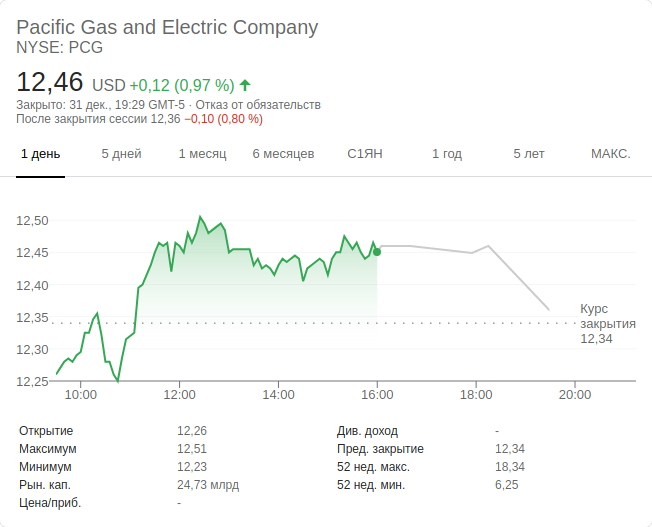 Pacific Gas and Electric Company
NYSE: PCG
12,46 USD +0,12 (0,97 %)
Закрыто: 31 дек., 19:29 GMT-5 · Отказ от обязательств
После закрытия сессии 12,36 −0,10 (0,80 %)
1 день 5 дней 1 месяц 6 месяцев С1ЯН 1 год 5 лет МАКС.
12,50
12,45
12,40
12,35
12,30
12,25
Курс
закрытия
12,34
10:00 12:00 14:00 16:00 18:00 20:00
Открытие 12,26 Див. доход -
Максимум 12,51 Пред. закрытие 12,34
Минимум 12,23 52 нед. макс. 18,34
Рын. кап. 24,73 млрд 52 нед. мин. 6,25
Цена/приб. -